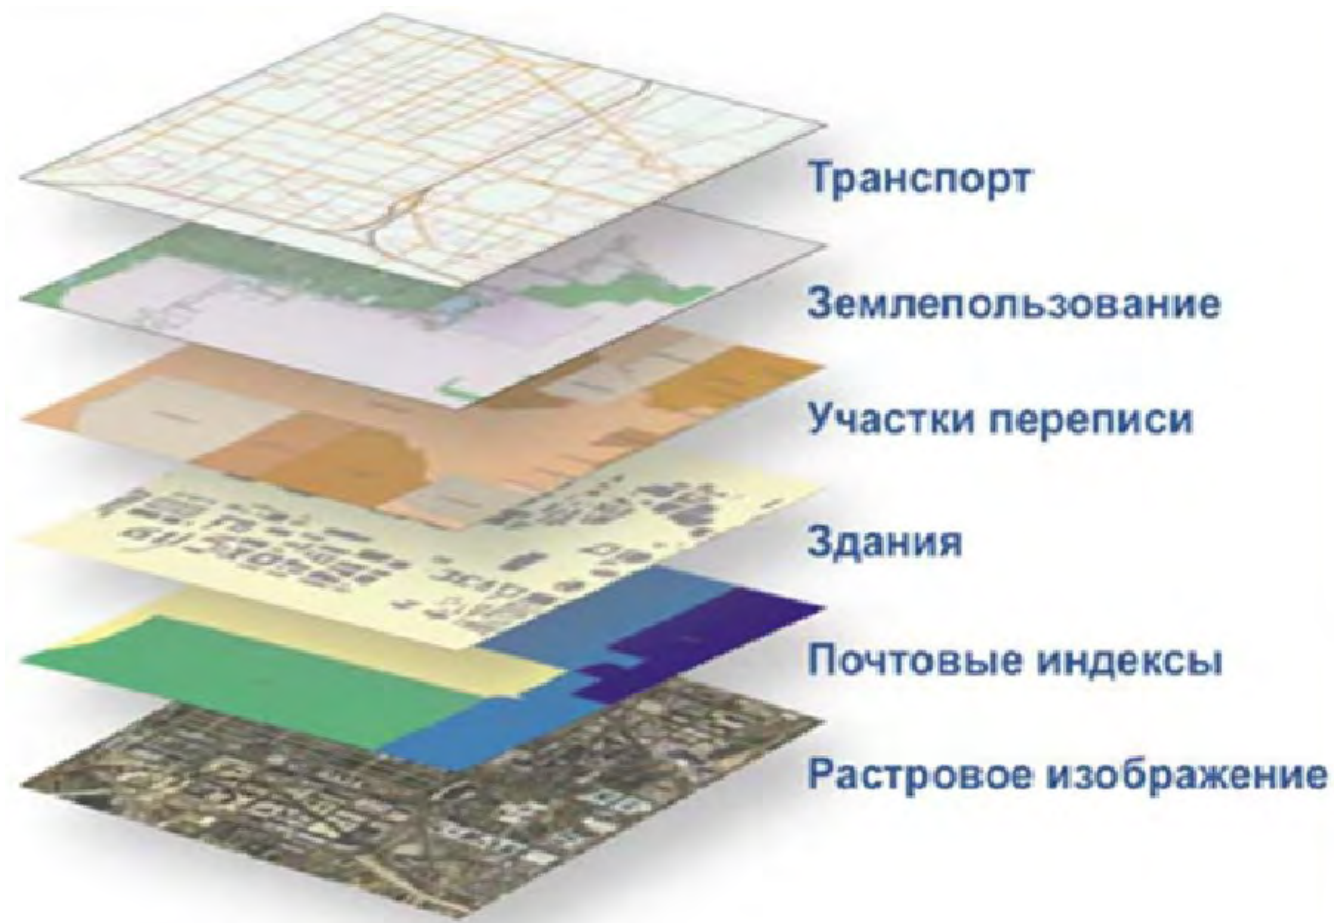 Транспорт
Землепользование
Участки переписи
Здания
Почтовые индексы
Растровое изображение